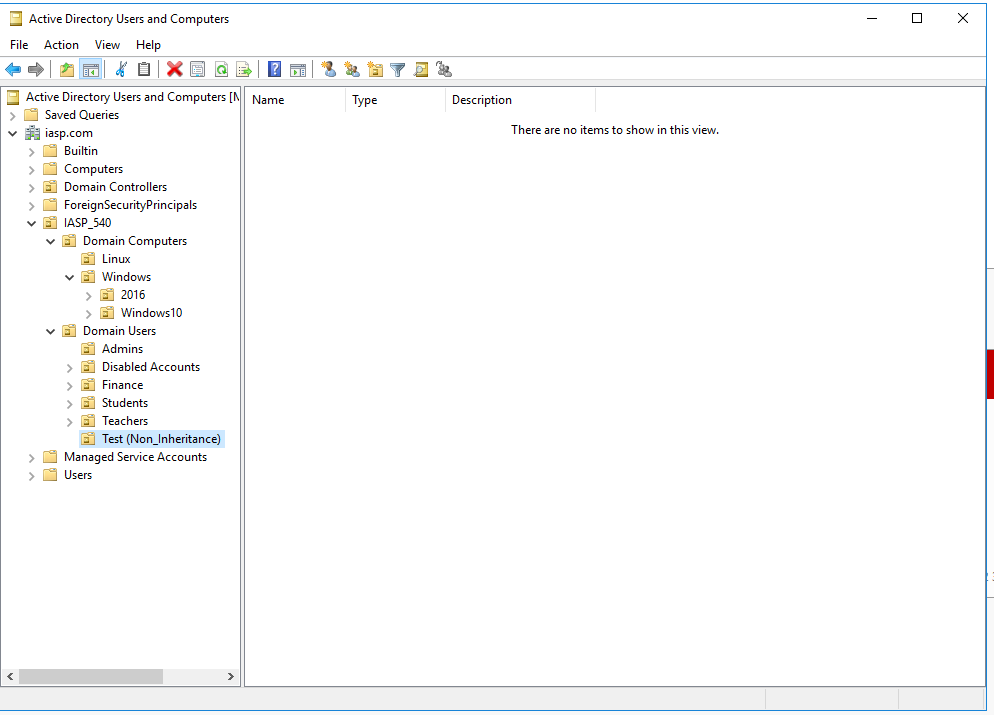 Active Directory Users and Computers
File Action View Help
Active Directory Users and Computers [
Name Type Description
Saved Queries
There are no items to show in this view.
iasp.com
Builtin
Computers
Domain Controllers
ForeignSecurityPrincipals
IASP_540
Domain Computers
Linux
Windows
2016
Windows10
Domain Users
Admins
Disabled Accounts
Finance
Students
Teachers
Test (Non_Inheritance)
Managed Service Accounts
Users